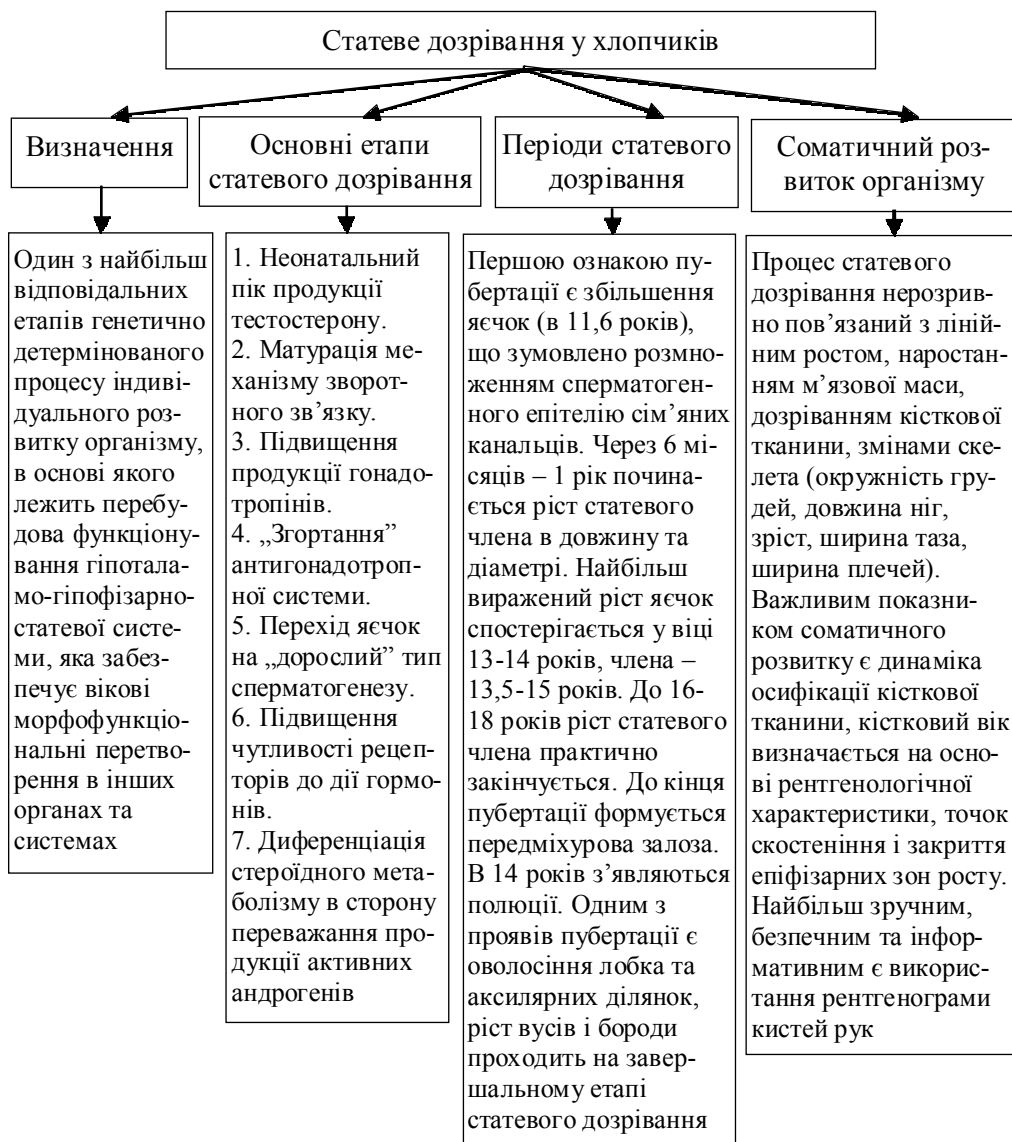 Статеве дозрівання у хлопчиків
Визначення
Основні етапи
статевого дозрівання
Періоди статевого
дозрівання
Соматичний роз-
виток організму
Один з найбільш
відповідальних
етапів генетично
детермінованого
процесу індиві-
дуального роз-
витку організму,
в основі якого
лежить перебу-
дова функціону-
вання гіпотала-
мо-гіпофізарно-
статевої систе-
ми, яка забез-
печує вікові
морфофункціо-
нальні перетво-
рення в інших
органах та
системах
1. Неонатальний
пік продукції
тестостерону.
2. Матурація ме-
ханізму зворот-
ного зв’язку.
3. Підвищення
продукції гонадо-
тропінів.
4. „Згортання”
антигонадотроп-
ної системи.
5. Перехід яєчок
на „дорослий” тип
сперматогенезу.
6. Підвищення
чутливості рецеп-
торів до дії гормо-
нів.
7. Диференціація
стероїдного мета-
болізму в сторону
переважання про-
дукції активних
андрогенів
Першою ознакою пу-
бертації є збільшення
яєчок (в 11,6 років),
що зумовлено розмно-
женням сперматоген-
ного епітелію сім’яних
канальців. Через 6 мі-
сяців – 1 рік почина-
ється ріст статевого
члена в довжину та
діаметрі. Найбільш
виражений ріст яєчок
спостерігається у віці
13-14 років, члена –
13,5-15 років. До 16-
18 років ріст статевого
члена практично
закінчується. До кінця
пубертації формується
передміхурова залоза.
В 14 років з’являються
полюції. Одним з
проявів пубертації є
оволосіння лобка та
аксилярних ділянок,
ріст вусів і бороди
проходить на завер-
шальному етапі
статевого дозрівання
Процес статевого
дозрівання нерозрив-
но пов’язаний з ліній-
ним ростом, наростан-
ням м’язової маси,
дозріванням кісткової
тканини, змінами ске-
лета (окружність гру-
дей, довжина ніг,
зріст, ширина таза,
ширина плечей).
Важливим показни-
ком соматичного
розвитку є динаміка
осифікації кісткової
тканини, кістковий вік
визначається на осно-
ві рентгенологічної
характеристики, точок
скостеніння і закриття
епіфізарних зон росту.
Найбільш зручним,
безпечним та інфор-
мативним є викорис-
тання рентгенограми
кистей рук